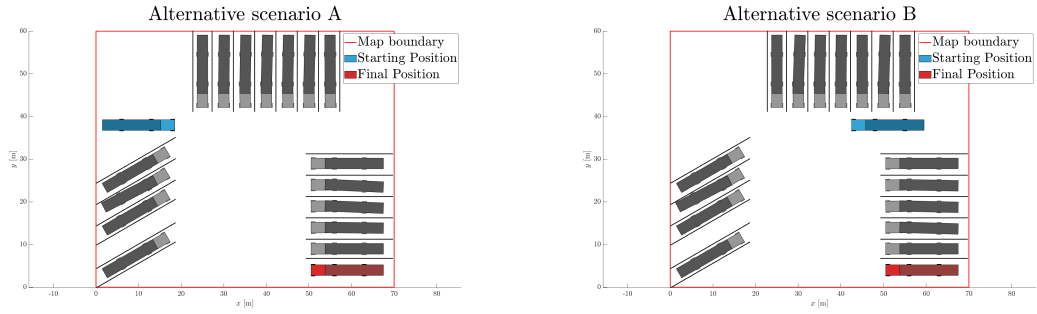 Alternative scenario A
Map boundary
Starting Position
Final Position
60
50
40
30
20
10
0
y [m]
-10
0
10
20
30
40
50
60
70
80
x [m]
Alternative scenario B
Map boundary
Starting Position
Final Position
60
50
40
30
20
10
0
y [m]
-10
0
10
20
30
40
50
60
70
80
x [m]